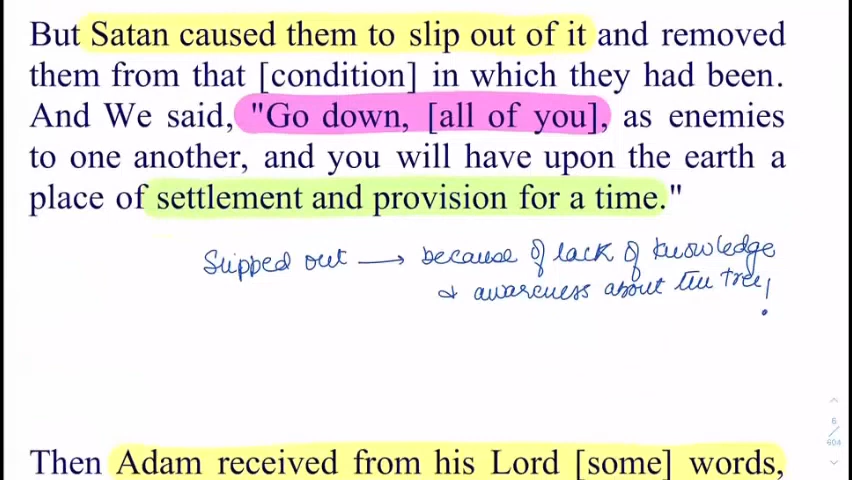 But Satan caused them to slip out of it and removed
them from that [condition] in which they had been.
And We said, "Go down, [all of you], as enemies
to one another, and you will have upon the earth a
place of settlement and provision for a time."
Slipped out → because of lack of knowledge
& awareness about the tree!
6
/
604
Then Adam received from his Lord [some] words,